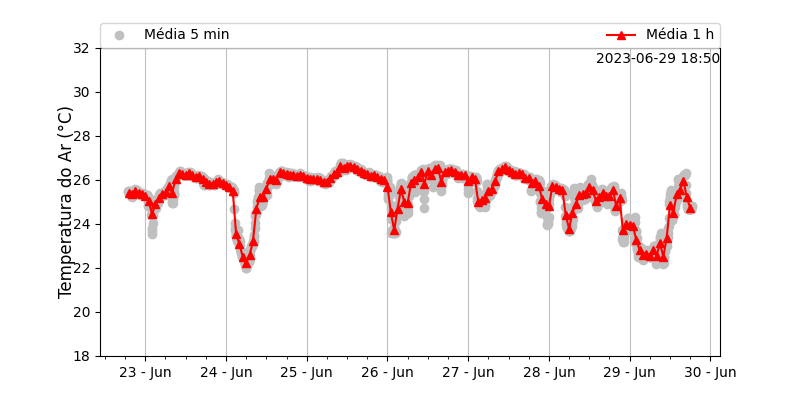 Média 5 min
Média 1 h
2023-06-29 18:50
Temperatura do Ar (°C)
32
30
28
26
24
22
20
18
23 - Jun
24 - Jun
25 - Jun
26 - Jun
27 - Jun
28 - Jun
29 - Jun
30 - Jun